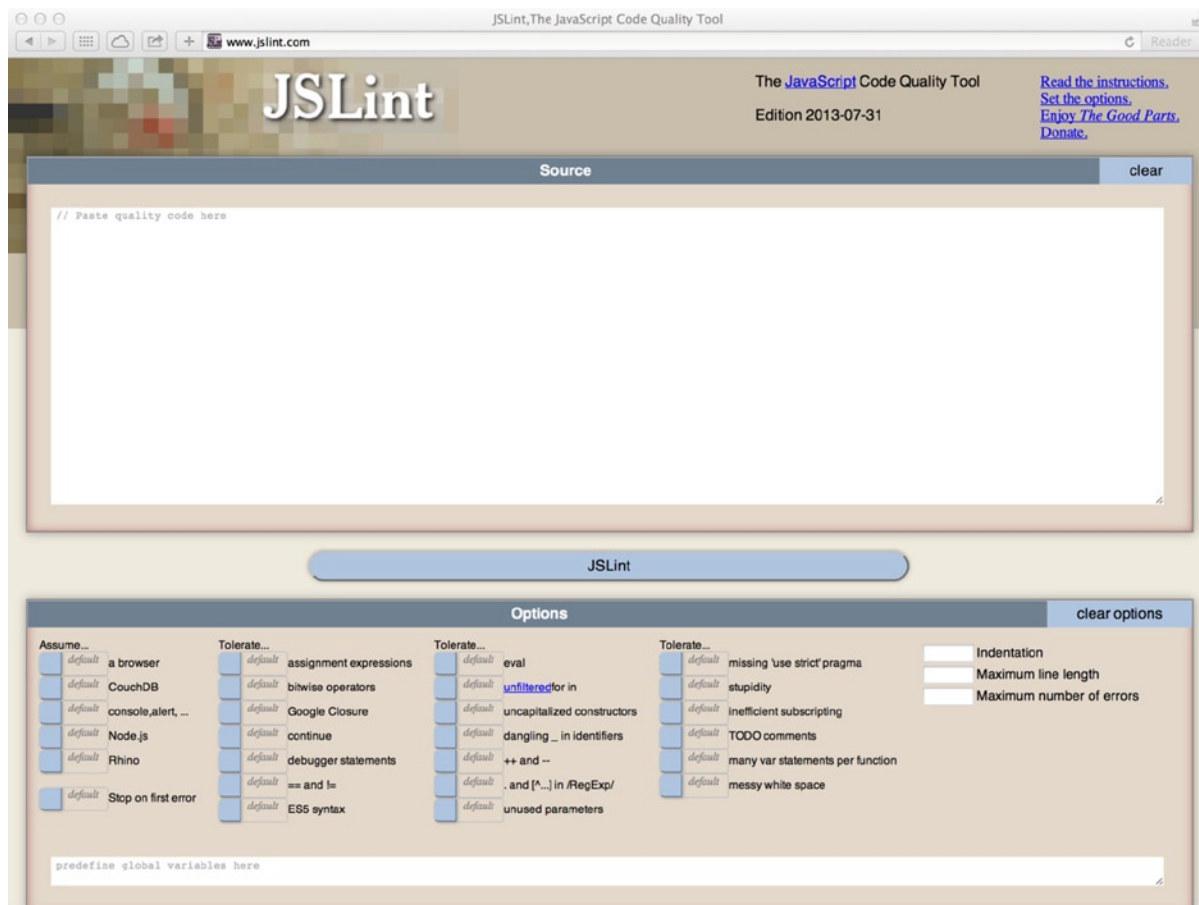 JSLint,The JavaScript Code Quality Tool
www.jslint.com
Reader
JSLint
The JavaScript Code Quality Tool
Edition 2013-07-31
Read the instructions.
Set the options.
Enjoy The Good Parts.
Donate.
Source
clear
// Paste quality code here
JSLint
Options
clear options
Assume...
default a browser
default CouchDB
default console,alert, ...
default Node.js
default Rhino
default Stop on first error
Tolerate...
default assignment expressions
default bitwise operators
default Google Closure
default continue
default debugger statements
default == and !=
default ES5 syntax
Tolerate...
default eval
default unfilteredfor in
default uncapitalized constructors
default dangling _ in identifiers
default ++ and --
default . and [^...] in /RegExp/
default unused parameters
Tolerate...
default missing 'use strict' pragma
default stupidity
default inefficient subscripting
default TODO comments
default many var statements per function
default messy white space
Indentation
Maximum line length
Maximum number of errors
predefine global variables here